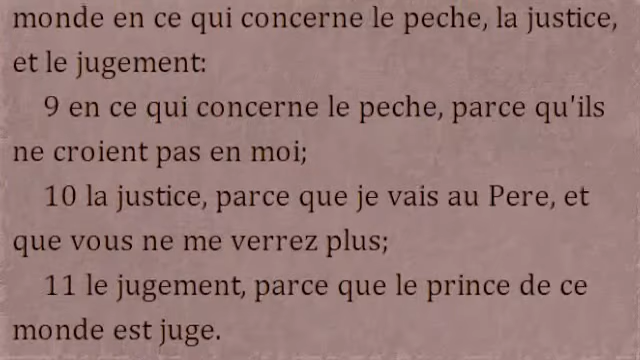 monde en ce qui concerne le peche, la justice,
et le jugement:
9 en ce qui concerne le peche, parce qu'ils
ne croient pas en moi;
10 la justice, parce que je vais au Pere, et
que vous ne me verrez plus;
11 le jugement, parce que le prince de ce
monde est juge.